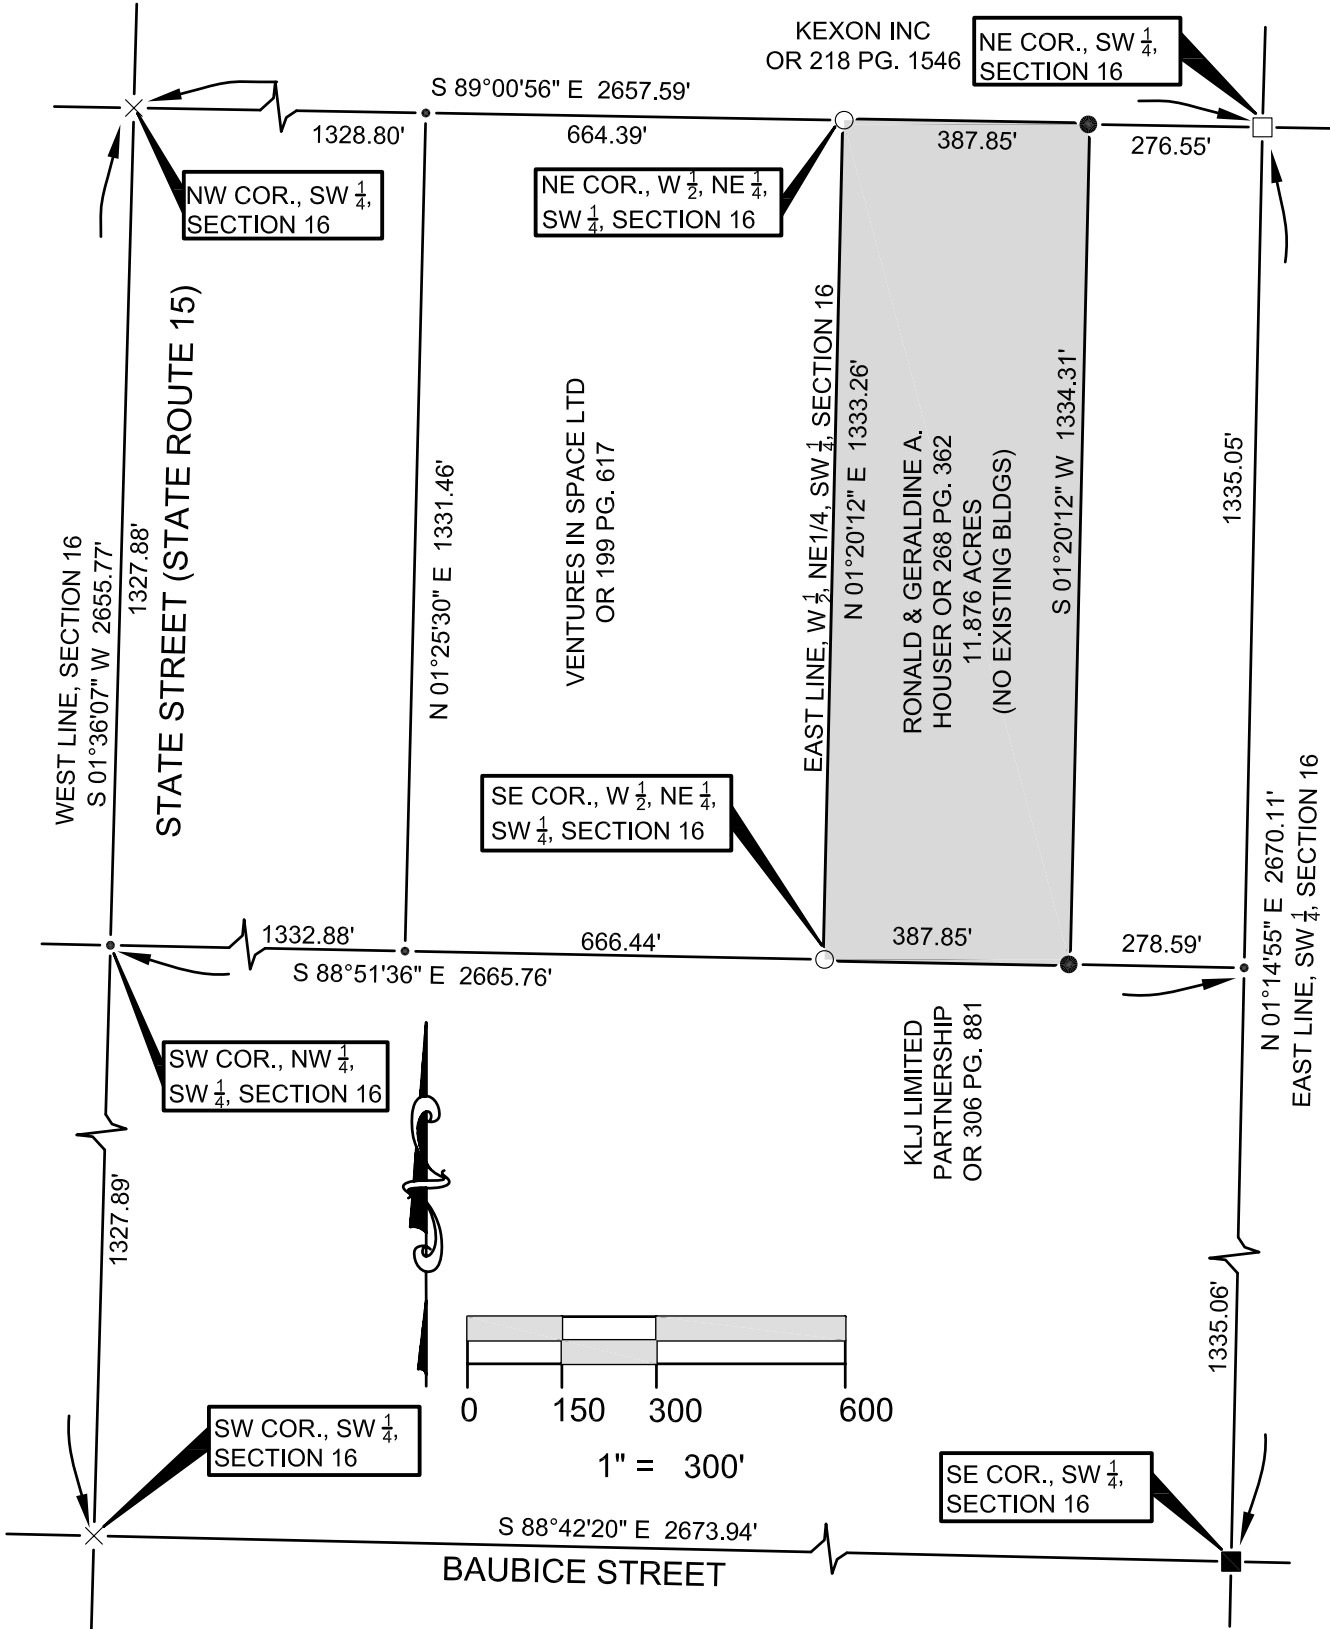 KEXON INC
OR 218 PG. 1546
NE COR., SW 1/4,
SECTION 16
S 89°00'56" E 2657.59'
1328.80'
664.39'
387.85'
276.55'
NW COR., SW 1/4,
SECTION 16
NE COR., W 1/2, NE 1/4,
SW 1/4, SECTION 16
WEST LINE, SECTION 16
S 01°36'07" W 2655.77'
1327.88'
STATE STREET (STATE ROUTE 15)
N 01°25'30" E 1331.46'
VENTURES IN SPACE LTD
OR 199 PG. 617
EAST LINE, W 1/2, NE1/4, SW 1/4, SECTION 16
N 01°20'12" E 1333.26'
RONALD & GERALDINE A.
HOUSER OR 268 PG. 362
11.876 ACRES
(NO EXISTING BLDGS)
S 01°20'12" W 1334.31'
1335.05'
N 01°14'55" E 2670.11'
EAST LINE, SW 1/4, SECTION 16
SE COR., W 1/2, NE 1/4,
SW 1/4, SECTION 16
1332.88'
666.44'
387.85'
278.59'
S 88°51'36" E 2665.76'
SW COR., NW 1/4,
SW 1/4, SECTION 16
KLJ LIMITED
PARTNERSHIP
OR 306 PG. 881
1327.89'
1335.06'
0 150 300 600
1" = 300'
SW COR., SW 1/4,
SECTION 16
SE COR., SW 1/4,
SECTION 16
S 88°42'20" E 2673.94'
BAUBICE STREET